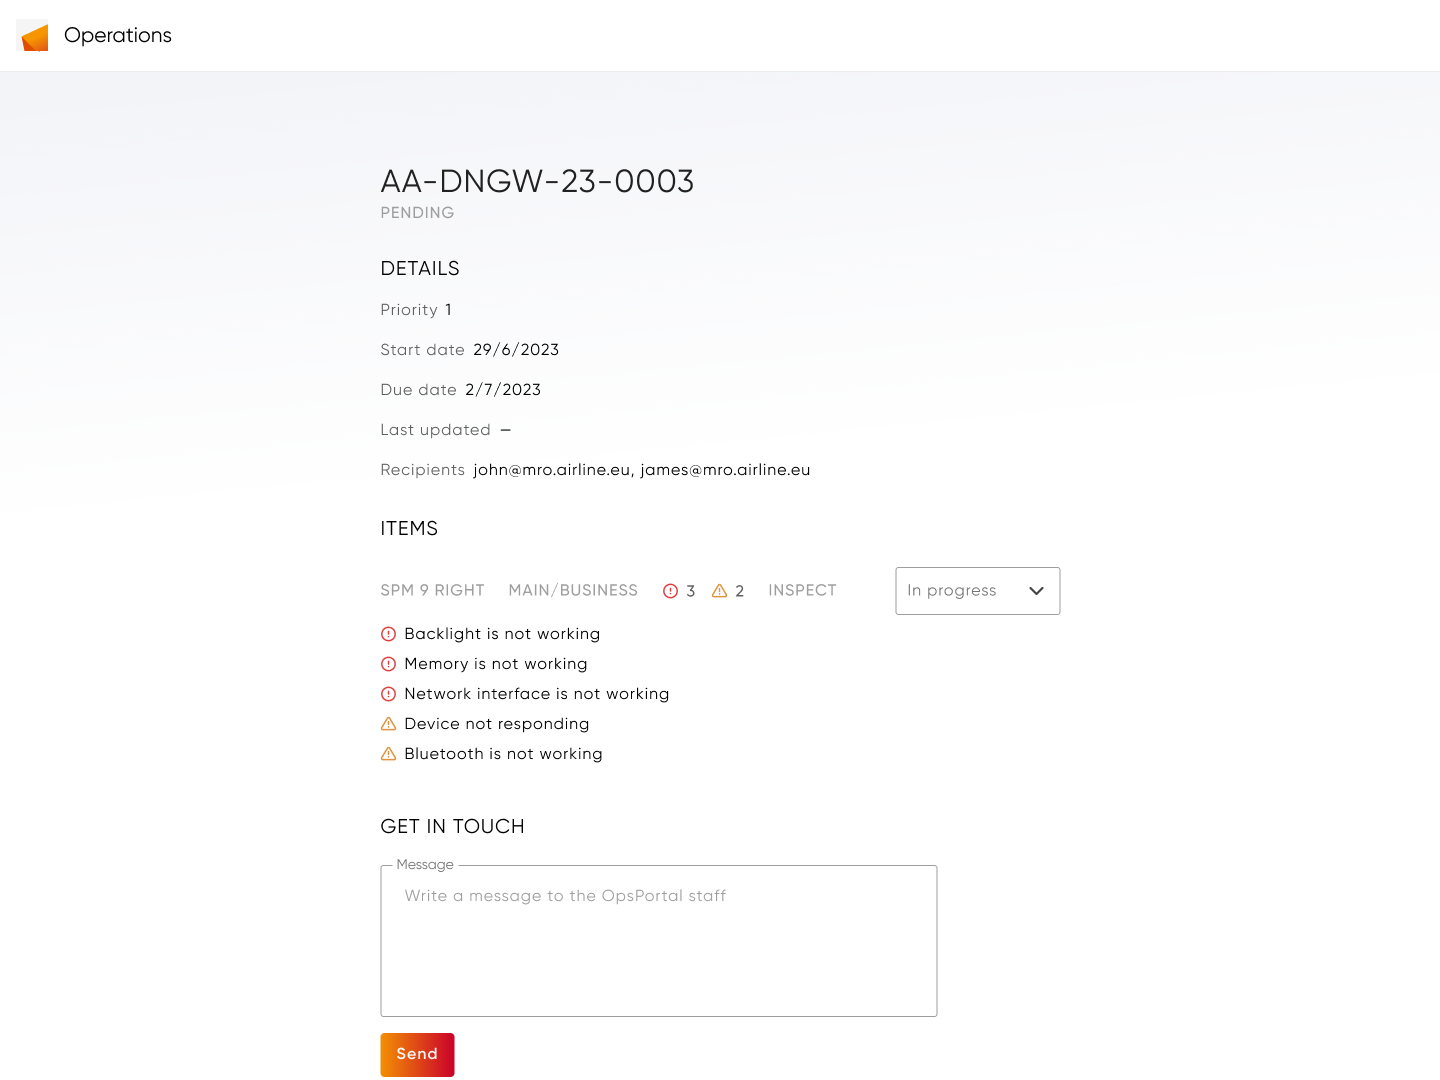 Operations
AA-DNGW-23-0003
PENDING
DETAILS
Priority 1
Start date 29/6/2023
Due date 2/7/2023
Last updated –
Recipients john@mro.airline.eu, james@mro.airline.eu
ITEMS
SPM 9 RIGHT MAIN/BUSINESS 3 2 INSPECT In progress
Backlight is not working
Memory is not working
Network interface is not working
Device not responding
Bluetooth is not working
GET IN TOUCH
Message
Write a message to the OpsPortal staff
Send